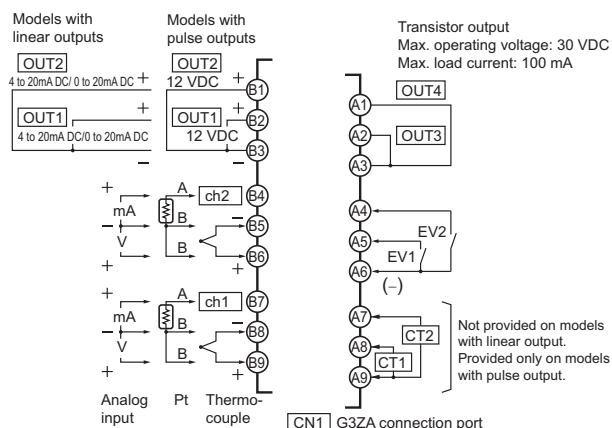 Models with
linear outputs
Models with
pulse outputs
OUT2
4 to 20mA DC/ 0 to 20mA DC
+
OUT2
12 VDC
+
B1
OUT1
4 to 20mA DC/0 to 20mA DC
+
−
OUT1
12 VDC
+
−
B2
B3
+
mA
−
V
+
A
B
B
ch2
−
+
B4
B5
B6
+
mA
−
V
+
A
B
B
ch1
−
+
B7
B8
B9
Analog
input
Pt
Thermo-
couple
Transistor output
Max. operating voltage: 30 VDC
Max. load current: 100 mA
A1
OUT4
A2
OUT3
A3
A4
EV2
A5
EV1
A6
(−)
A7
CT2
A8
CT1
A9
Not provided on models
with linear output.
Provided only on models
with pulse output.
CN1 G3ZA connection port